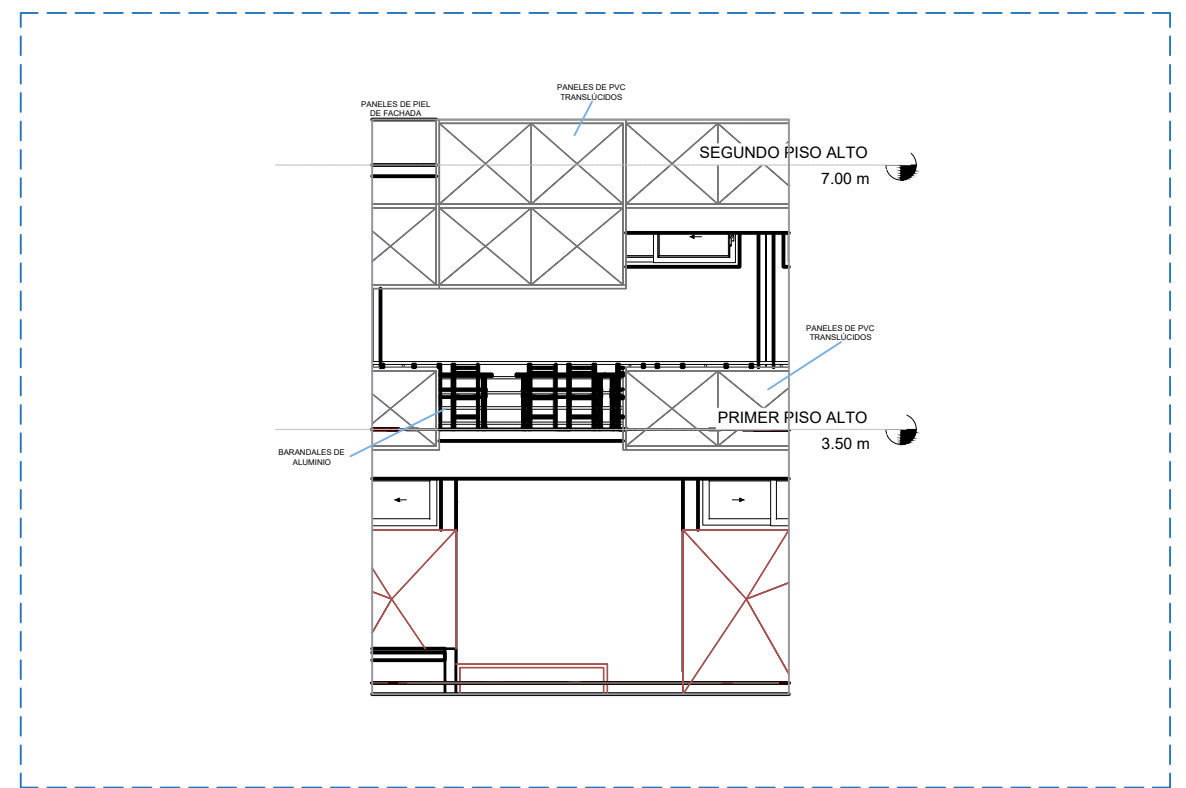 PANELES DE PVC
TRANSLÚCIDOS
PANELES DE PIEL
DE FACHADA
SEGUNDO PISO ALTO
7.00 m
PANELES DE PVC
TRANSLÚCIDOS
PRIMER PISO ALTO
3.50 m
BARANDALES DE
ALUMINIO